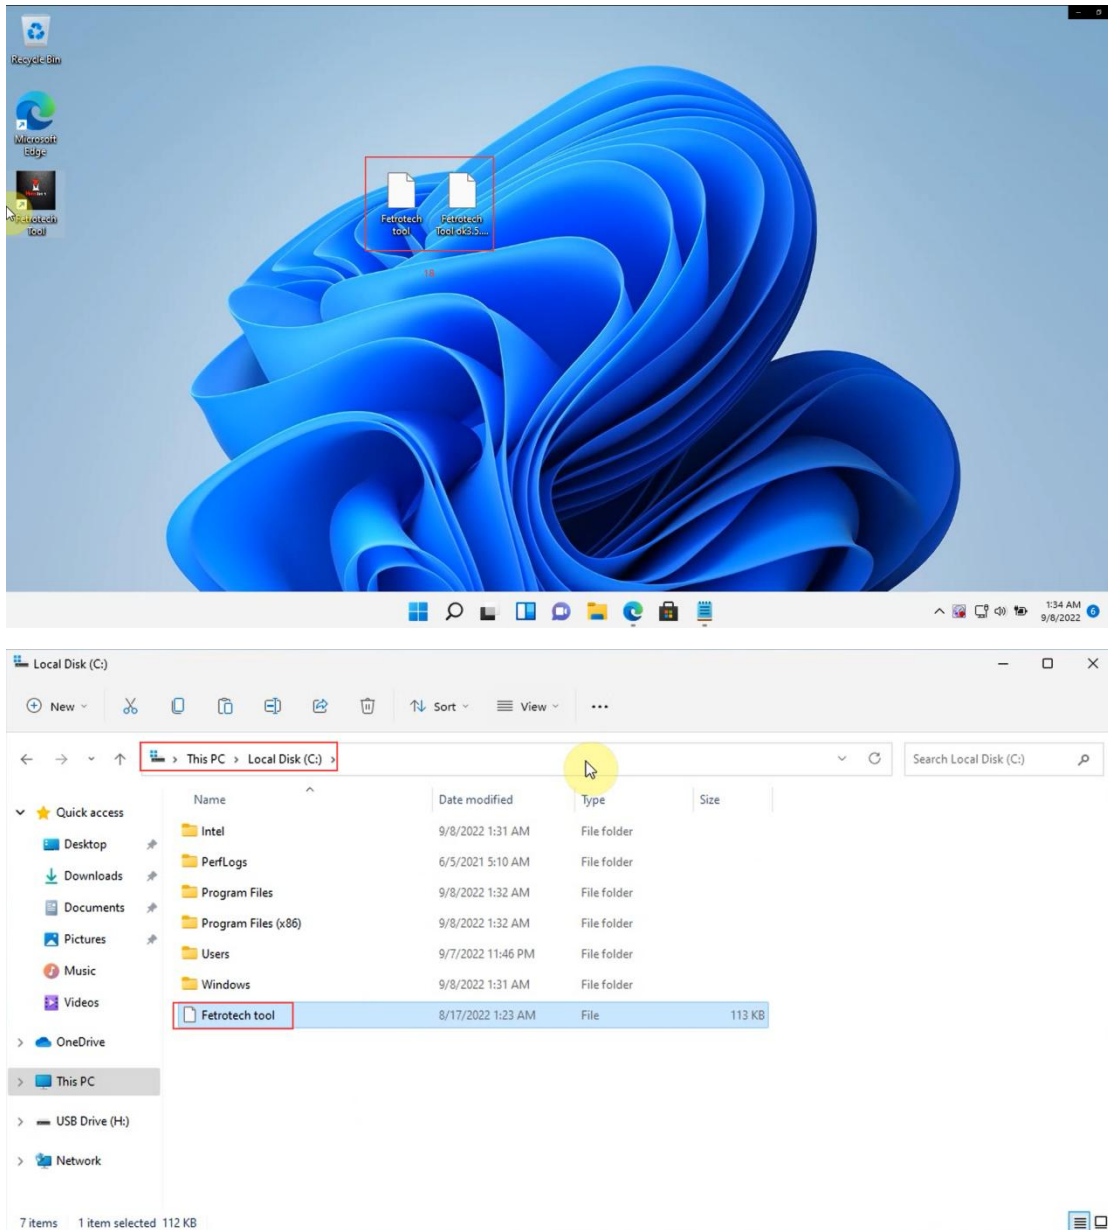 Recycle Bin
Microsoft
Edge
Fetrotech
Tool
Fetrotech
tool
Fetrotech
Tool ok3.5....
18
1:34 AM
9/8/2022
6
Local Disk (C:)
New
Sort
View
This PC > Local Disk (C:) >
Search Local Disk (C:)
Name Date modified Type Size
Quick access
Desktop
Downloads
Documents
Pictures
Music
Videos
OneDrive
This PC
USB Drive (H:)
Network
Intel 9/8/2022 1:31 AM File folder
PerfLogs 6/5/2021 5:10 AM File folder
Program Files 9/8/2022 1:32 AM File folder
Program Files (x86) 9/8/2022 1:32 AM File folder
Users 9/7/2022 11:46 PM File folder
Windows 9/8/2022 1:31 AM File folder
Fetrotech tool 8/17/2022 1:23 AM File 113 KB
7 items 1 item selected 112 KB